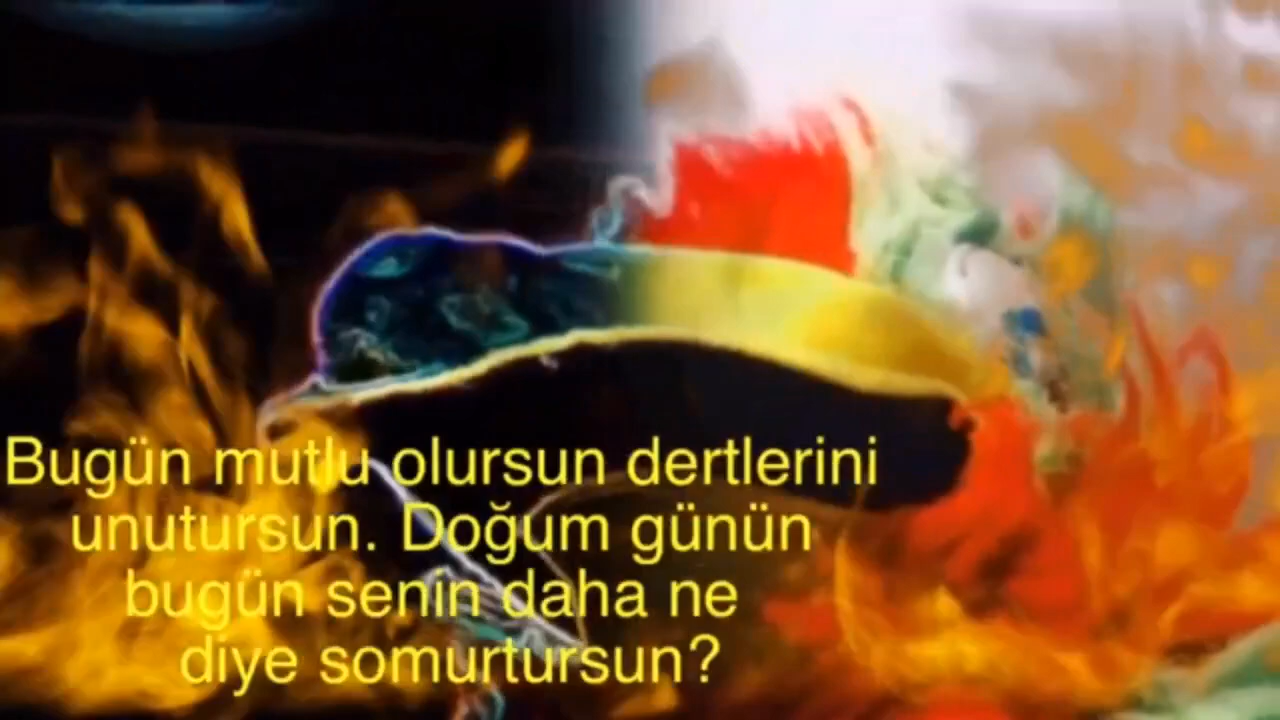 Bugün mutlu olursun dertlerini
unutursun. Doğum günün
bugün senin daha ne
diye somurtursun?